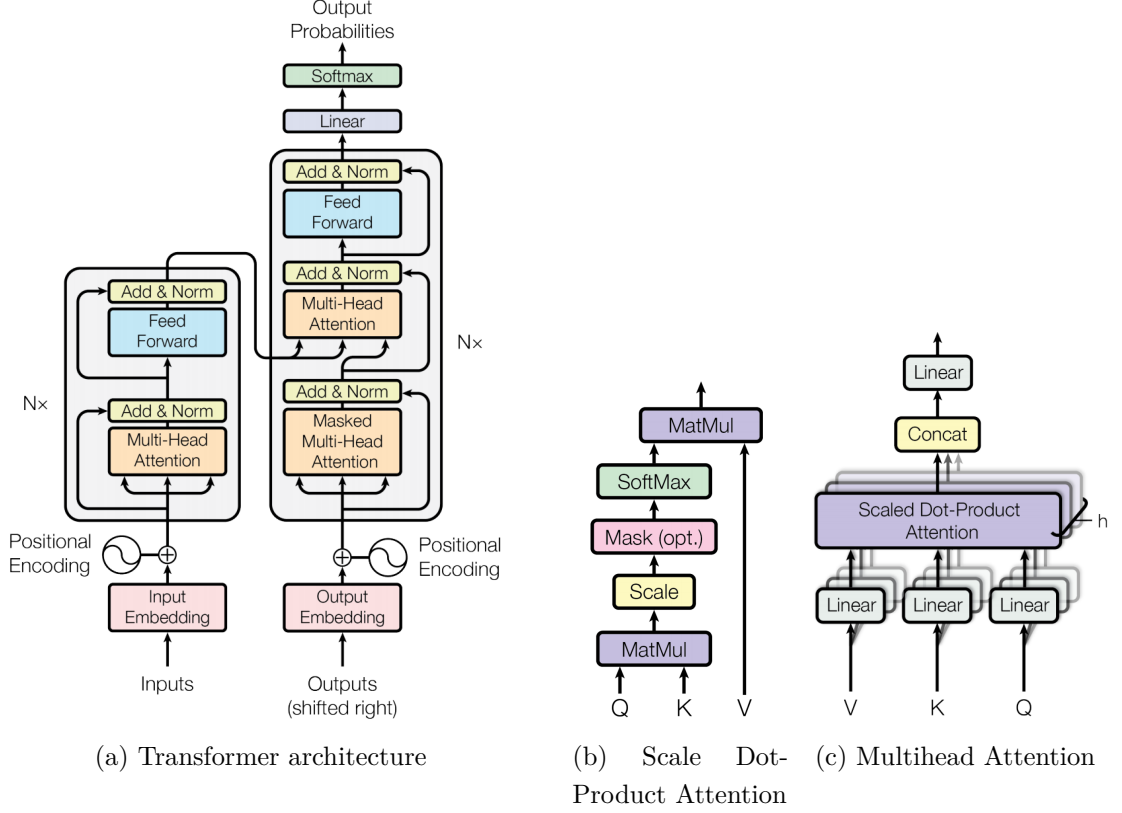 Output
Probabilities
Softmax
Linear
Add & Norm
Feed
Forward
Add & Norm
Multi-Head
Attention
Add & Norm
Masked
Multi-Head
Attention
N×
Add & Norm
Feed
Forward
N×
Add & Norm
Multi-Head
Attention
Positional
Encoding
Positional
Encoding
Input
Embedding
Output
Embedding
Inputs
Outputs
(shifted right)
(a) Transformer architecture
MatMul
SoftMax
Mask (opt.)
Scale
MatMul
Q K V
(b) Scale Dot-
Product Attention
Linear
Concat
Scaled Dot-Product
Attention
h
Linear Linear Linear
V K Q
(c) Multihead Attention